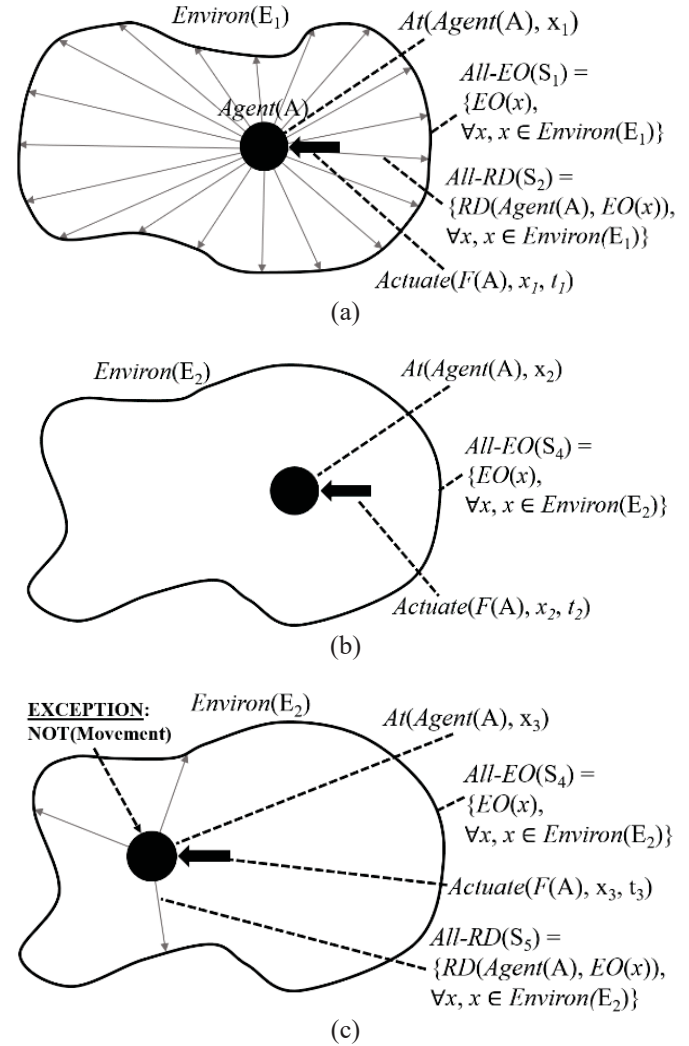 Environ(E₁)
At(Agent(A), x₁)
All-EO(S₁) =
{EO(x),
∀x, x ∈ Environ(E₁)}
Agent(A)
All-RD(S₂) =
{RD(Agent(A), EO(x)),
∀x, x ∈ Environ(E₁)}
Actuate(F(A), x₁, t₁)
(a)
Environ(E₂)
At(Agent(A), x₂)
All-EO(S₄) =
{EO(x),
∀x, x ∈ Environ(E₂)}
Actuate(F(A), x₂, t₂)
(b)
EXCEPTION:
NOT(Movement)
Environ(E₂)
At(Agent(A), x₃)
All-EO(S₄) =
{EO(x),
∀x, x ∈ Environ(E₂)}
Actuate(F(A), x₃, t₃)
All-RD(S₅) =
{RD(Agent(A), EO(x)),
∀x, x ∈ Environ(E₂)}
(c)